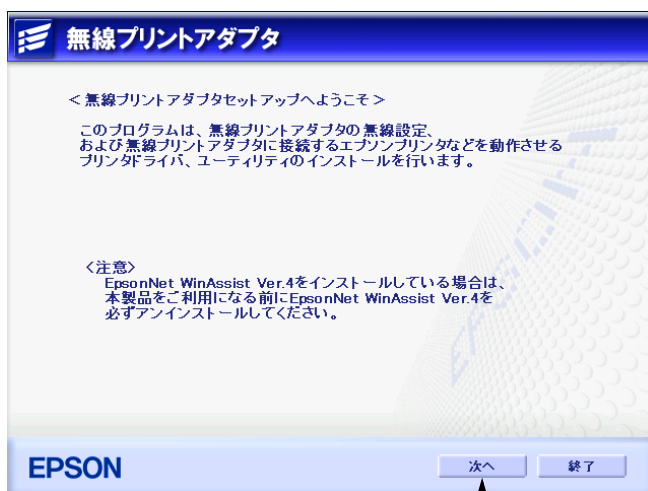 無線プリントアダプタ
＜無線プリントアダプタセットアップへようこそ＞
このプログラムは、無線プリントアダプタの無線設定、
および無線プリントアダプタに接続するエプソンプリンタなどを動作させる
プリンタドライバ、ユーティリティのインストールを行います。
〈注意〉
EpsonNet WinAssist Ver.4をインストールしている場合は、
本製品をご利用になる前にEpsonNet WinAssist Ver.4を
必ずアンインストールしてください。
EPSON
次へ
終了